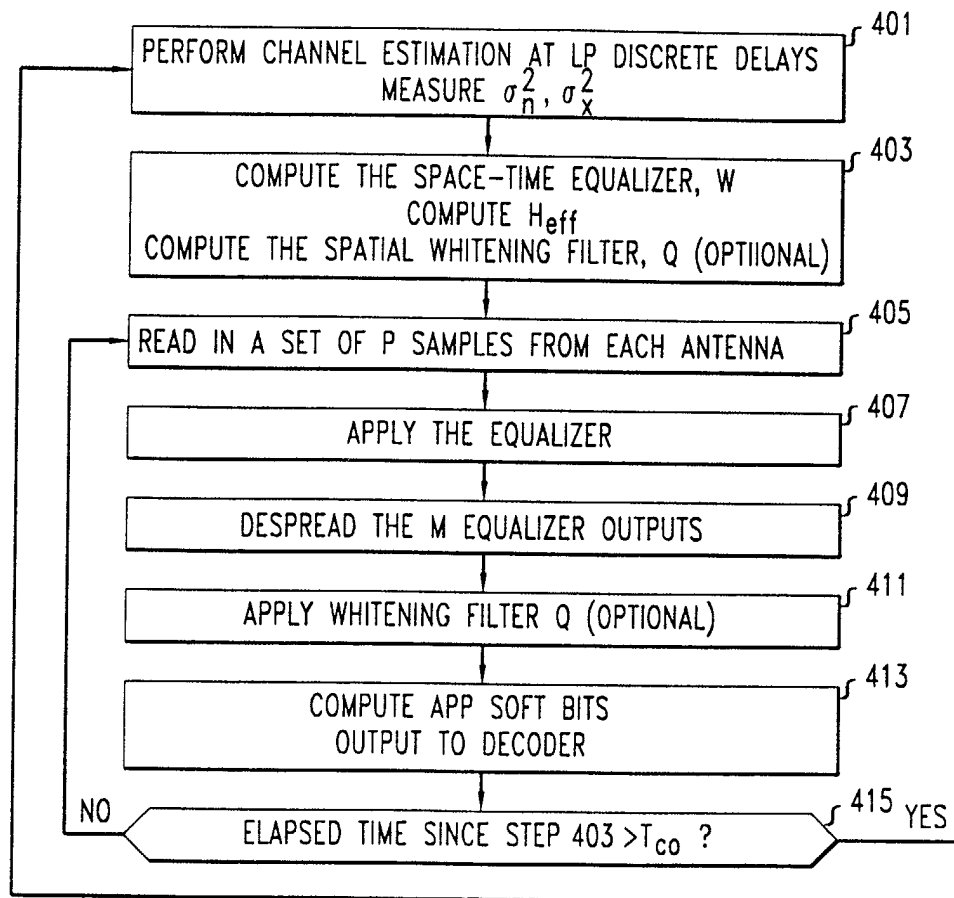 401
PERFORM CHANNEL ESTIMATION AT LP DISCRETE DELAYS
MEASURE σ²ₙ, σ²ₓ
403
COMPUTE THE SPACE-TIME EQUALIZER, W
COMPUTE Heff
COMPUTE THE SPATIAL WHITENING FILTER, Q (OPTIIONAL)
405
READ IN A SET OF P SAMPLES FROM EACH ANTENNA
407
APPLY THE EQUALIZER
409
DESPREAD THE M EQUALIZER OUTPUTS
411
APPLY WHITENING FILTER Q (OPTIONAL)
413
COMPUTE APP SOFT BITS
OUTPUT TO DECODER
415
NO
ELAPSED TIME SINCE STEP 403 >Tco ?
YES